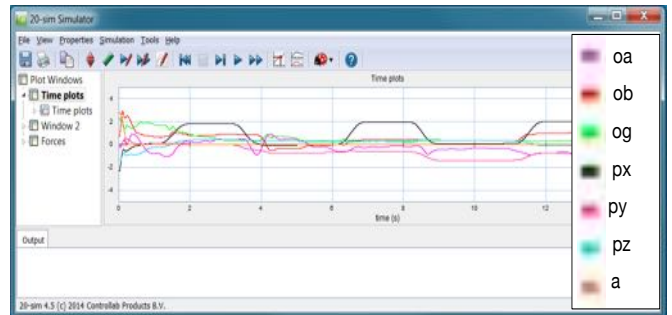 20-sim Simulator
File View Properties Simulation Tools Help
Plot Windows
Time plots
Time plots
Window 2
Forces
Time plots
4
2
0
-2
-4
0 2 4 6 8 10 12
time {s}
oa
ob
og
px
py
pz
a
Output
20-sim 4.5 (c) 2014 Controllab Products B.V.